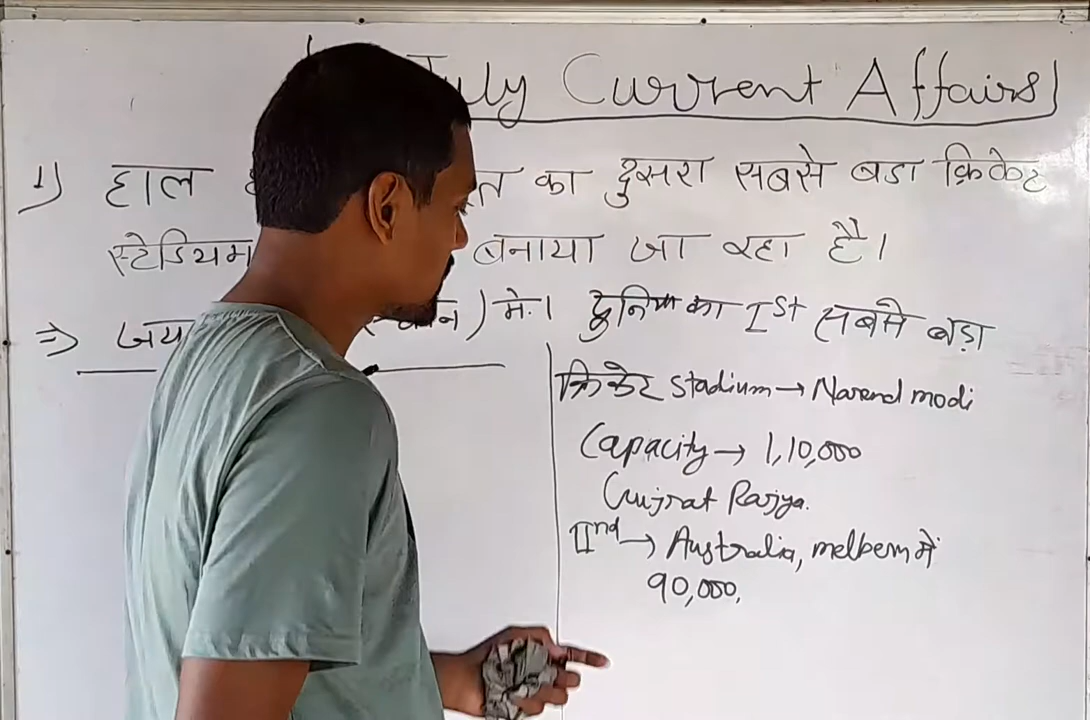 July Current Affairs
1) हाल का दुसरा सबसे बडा क्रिकेट
स्टेडियम बनाया जा रहा है।
⇒ मे। दुनिया का Ist सबसे बड़ा
क्रिकेट stadium → Narend modi
Capacity → 1,10,000
Gujrat Rajya.
IInd → Australia, melbern में
90,000,